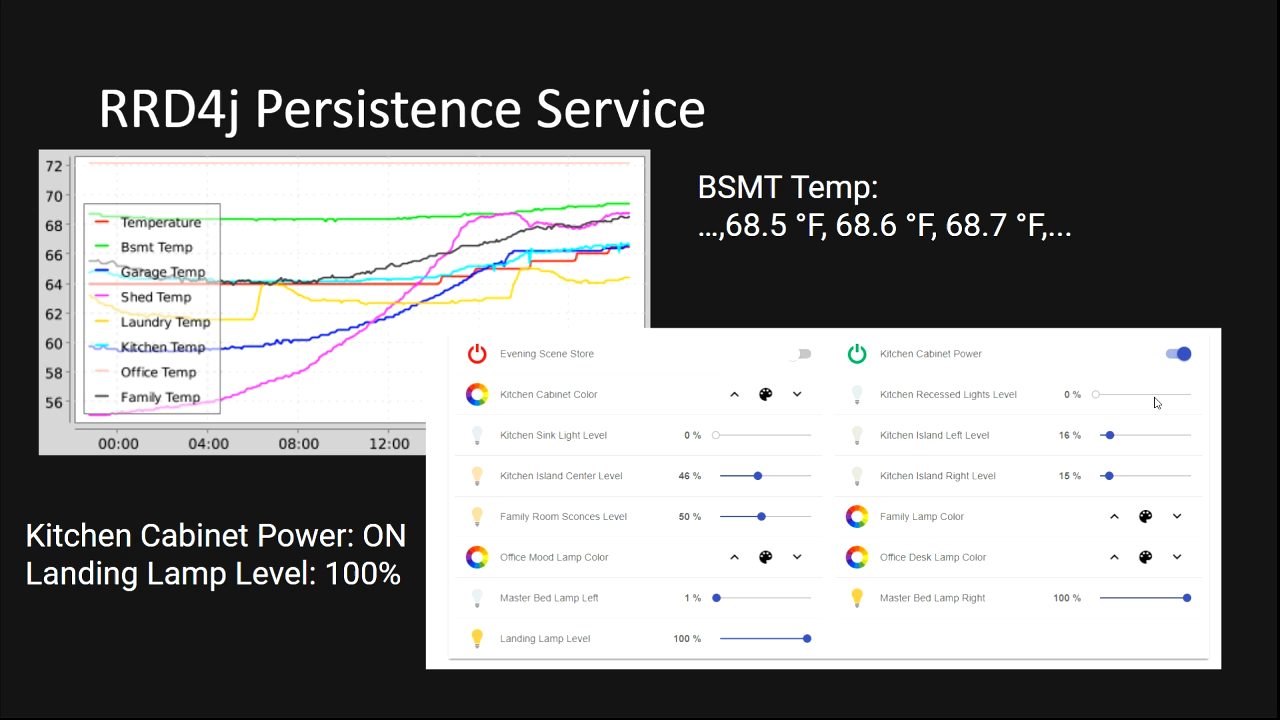 RRD4j Persistence Service
72
70
68
66
64
62
60
58
56
Temperature
Bsmt Temp
Garage Temp
Shed Temp
Laundry Temp
Kitchen Temp
Office Temp
Family Temp
00:00 04:00 08:00 12:00
BSMT Temp:
...,68.5 °F, 68.6 °F, 68.7 °F,...
Evening Scene Store
Kitchen Cabinet Power
Kitchen Cabinet Color
Kitchen Recessed Lights Level 0 %
Kitchen Sink Light Level 0 %
Kitchen Island Left Level 16 %
Kitchen Island Center Level 46 %
Kitchen Island Right Level 15 %
Family Room Sconces Level 50 %
Family Lamp Color
Office Mood Lamp Color
Office Desk Lamp Color
Master Bed Lamp Left 1 %
Master Bed Lamp Right 100 %
Landing Lamp Level 100 %
Kitchen Cabinet Power: ON
Landing Lamp Level: 100%